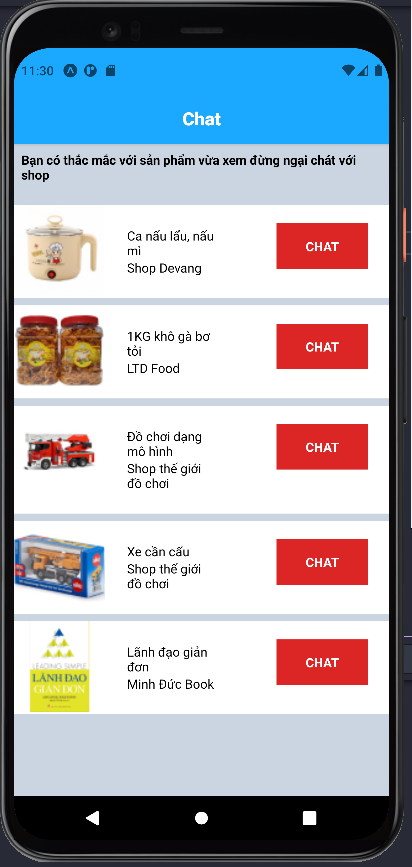 11:30
Chat
Bạn có thắc mắc với sản phẩm vừa xem đừng ngại chát với
shop
Ca nấu lẩu, nấu
mì
Shop Devang
CHAT
1KG khô gà bơ
tỏi
LTD Food
CHAT
Đồ chơi dạng
mô hình
Shop thế giới
đồ chơi
CHAT
Xe cần cấu
Shop thế giới
đồ chơi
CHAT
LEADING SIMPLE
LÃNH ĐẠO
GIẢN ĐƠN
Lãnh đạo giản
đơn
Minh Đức Book
CHAT